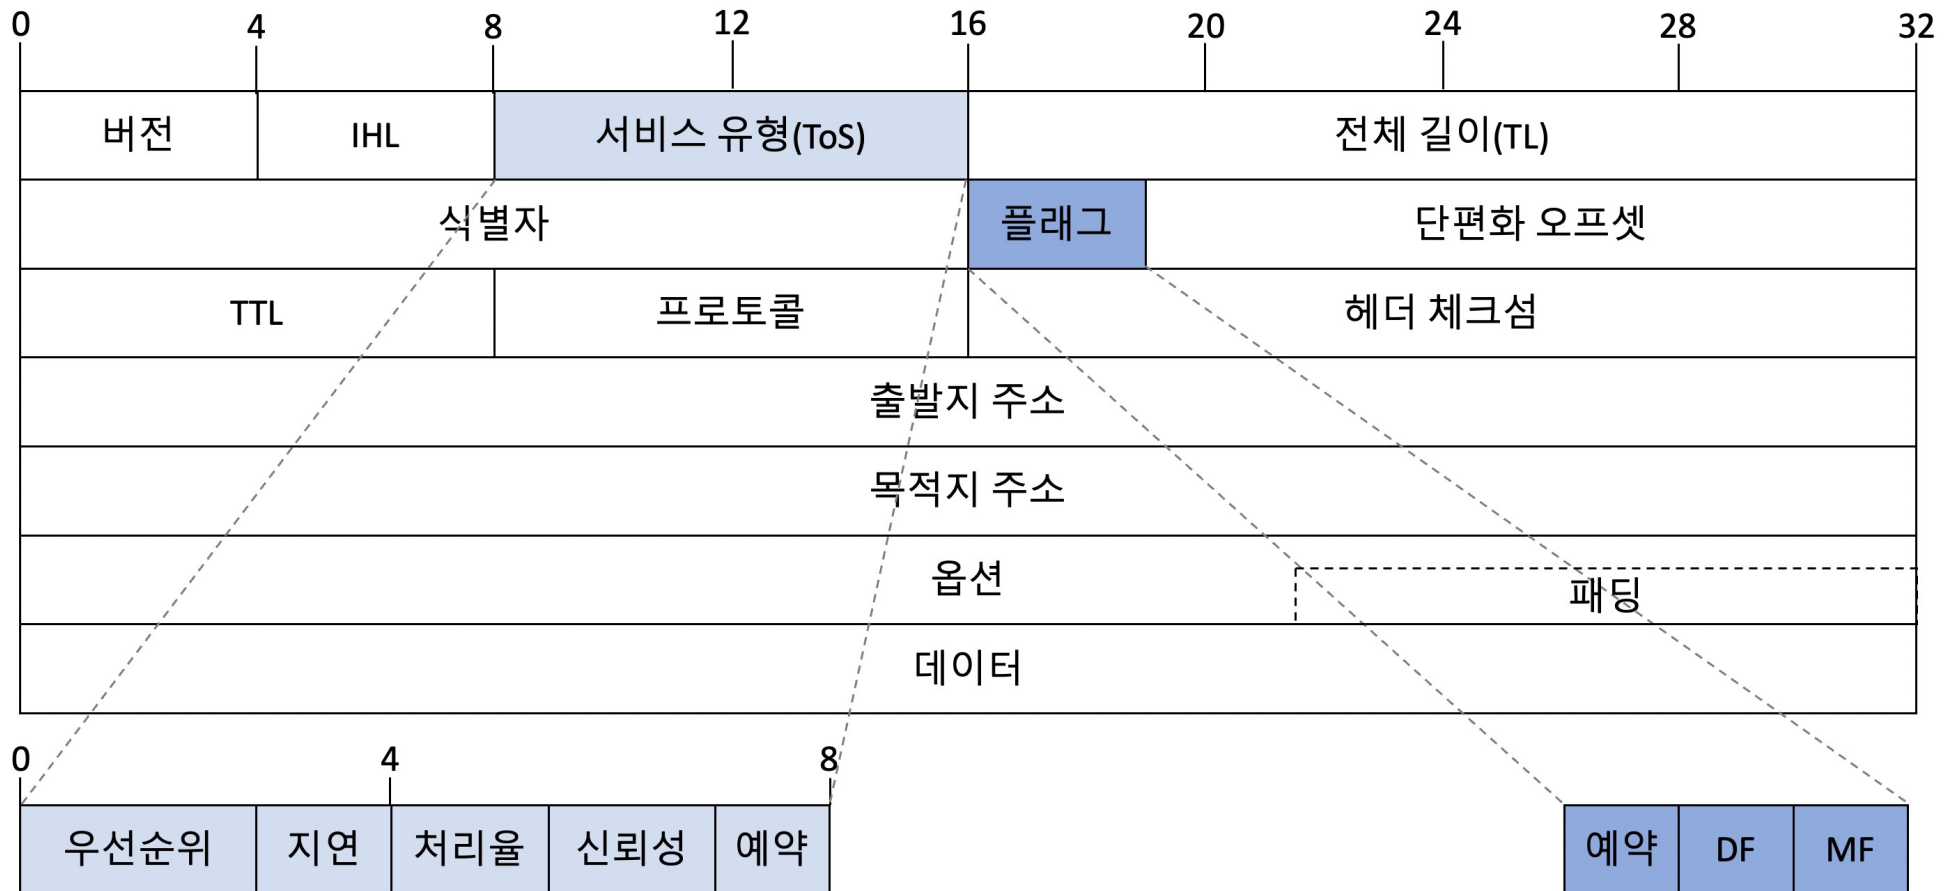 0 4 8 12 16 20 24 28 32
버전 IHL 서비스 유형(ToS) 전체 길이(TL)
식별자 플래그 단편화 오프셋
TTL 프로토콜 헤더 체크섬
출발지 주소
목적지 주소
옵션 패딩
데이터
0 4 8
우선순위 지연 처리율 신뢰성 예약 예약 DF MF